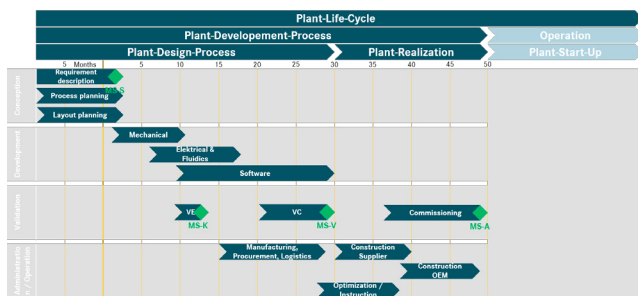 Plant-Life-Cycle
Plant-Developement-Process
Operation
Plant-Design-Process
Plant-Realization
Plant-Start-Up
5 Months 5 10 15 20 25 30 35 40 45 50
Conception
Requirement
description
MS-S
Process planning
Layout planning
Development
Mechanical
Elektrical &
Fluidics
Software
Validation
VE
MS-K
VC
MS-V
Commissioning
MS-A
Administratio
n / Operation
Manufacturing,
Procurement, Logistics
Construction
Supplier
Construction
OEM
Optimization /
Instruction